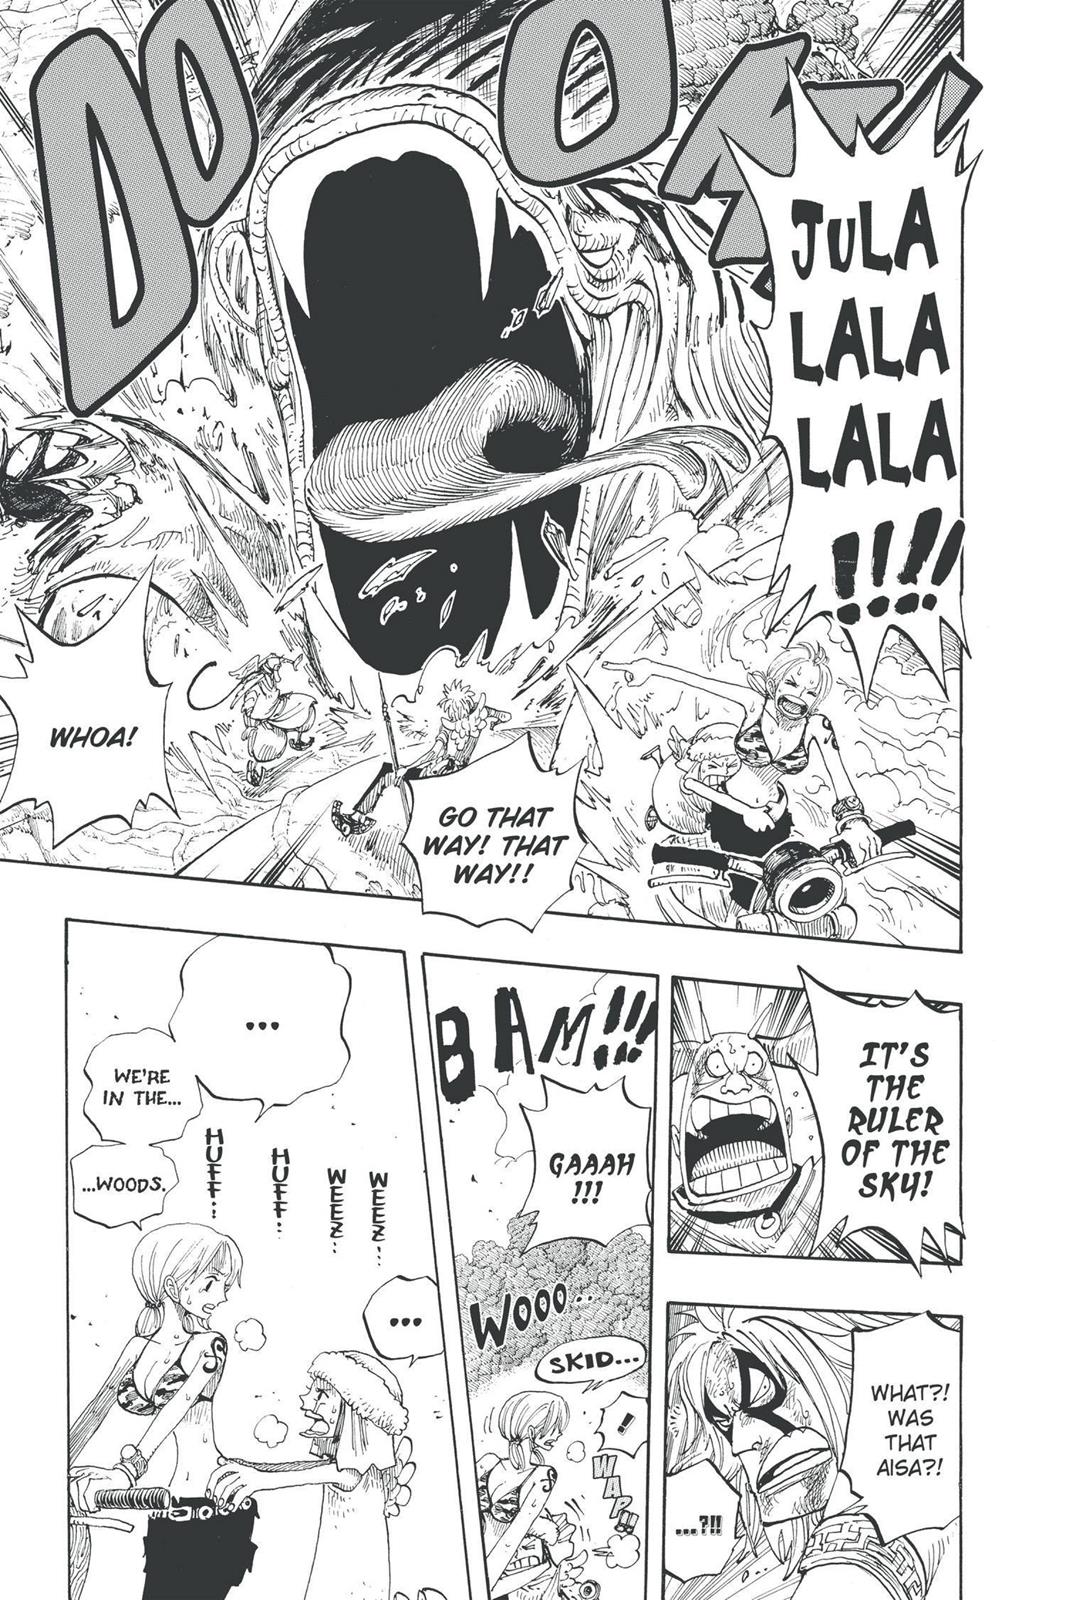 DOOM
JULA
LALA
LALA
!!!!
GO THAT
WAY! THAT
WAY!!
WHOA!
IT'S
THE
RULER
OF THE
SKY!
WHAT?!
WAS
THAT
AISA?!
...?!!
BAM!!!
GAAAH
!!!
WOOO..
SKID...
!
WAP!!
...
WE'RE
IN THE...
...WOODS.
HUFF...
HUFF..
WEEZ..
WEEZ..
...